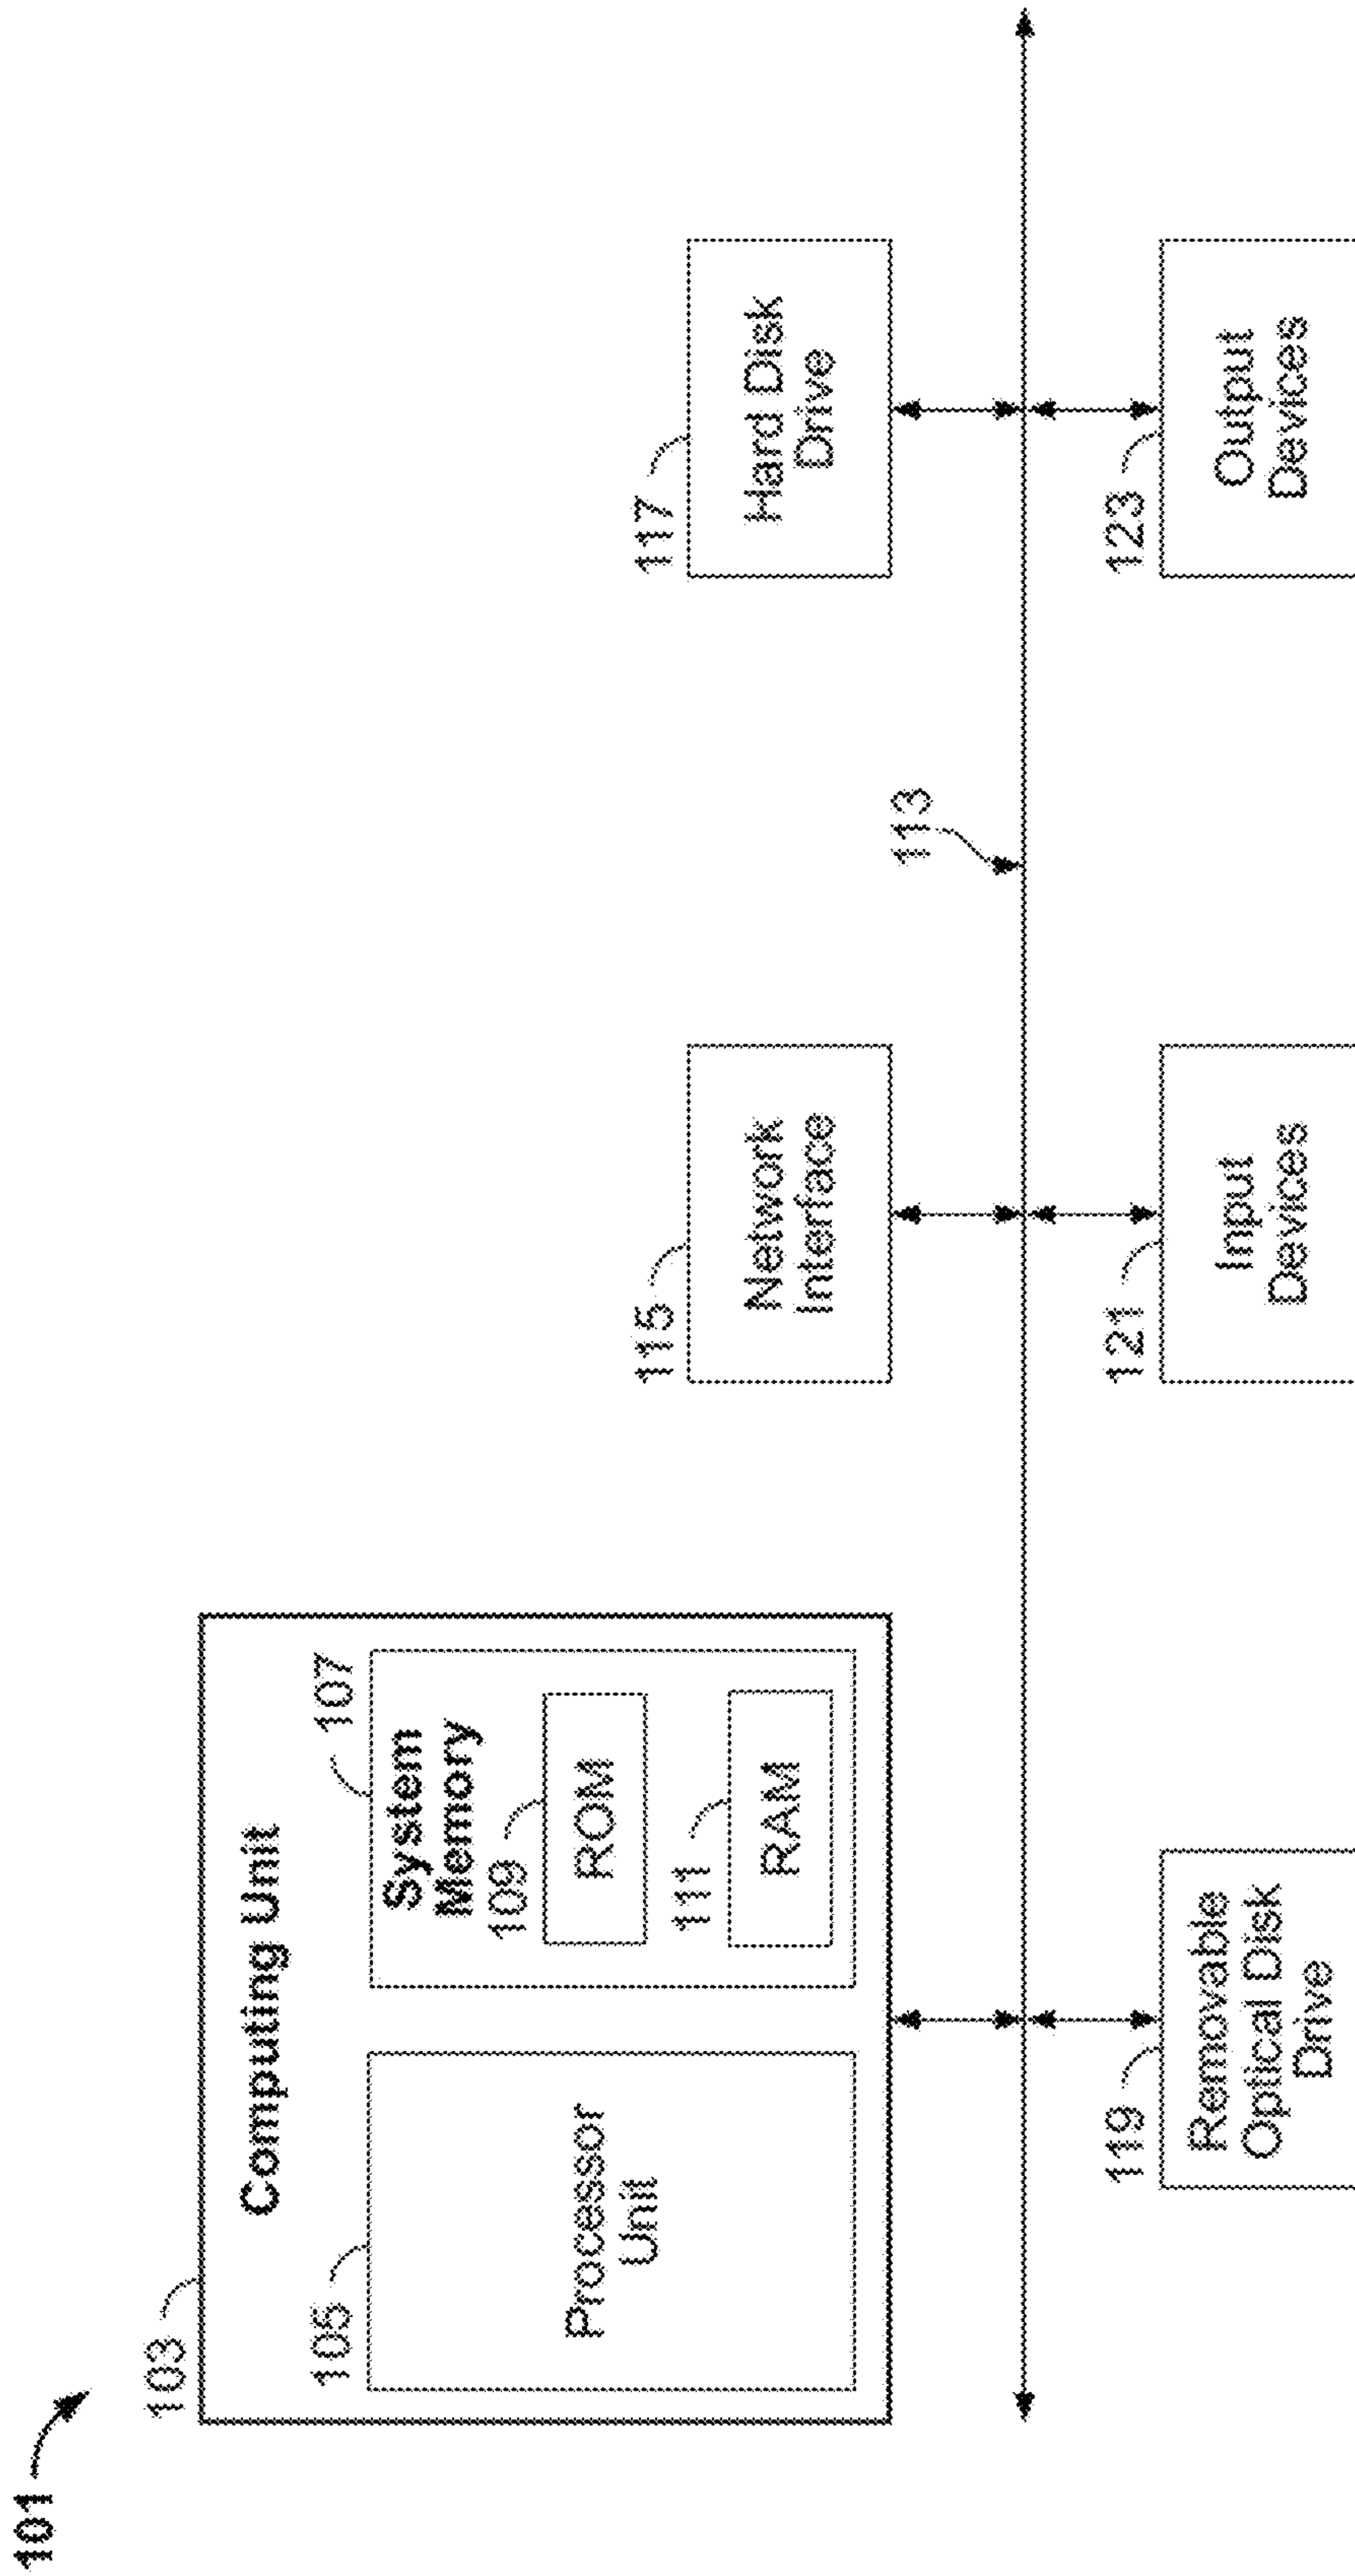 101
103
Computing Unit
105
Processor
Unit
107
System
Memory
109
ROM
111
RAM
115
Network
Interface
117
Hard Disk
Drive
113
119
Removable
Optical Disk
Drive
121
Input
Devices
123
Output
Devices